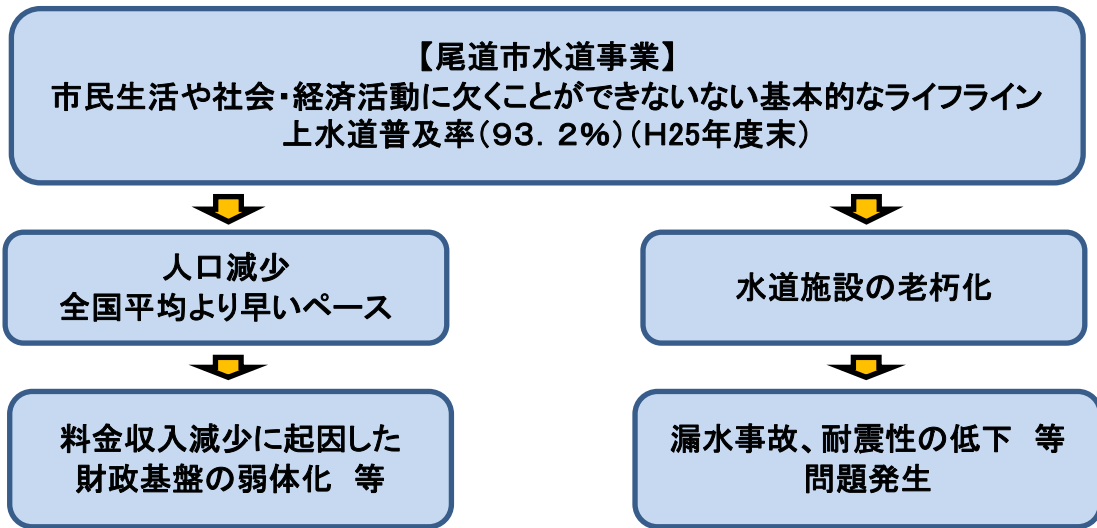 【尾道市水道事業】
市民生活や社会・経済活動に欠くことができないない基本的なライフライン
上水道普及率(93.2%)(H25年度末)
人口減少
全国平均より早いペース
水道施設の老朽化
料金収入減少に起因した
財政基盤の弱体化 等
漏水事故、耐震性の低下 等
問題発生